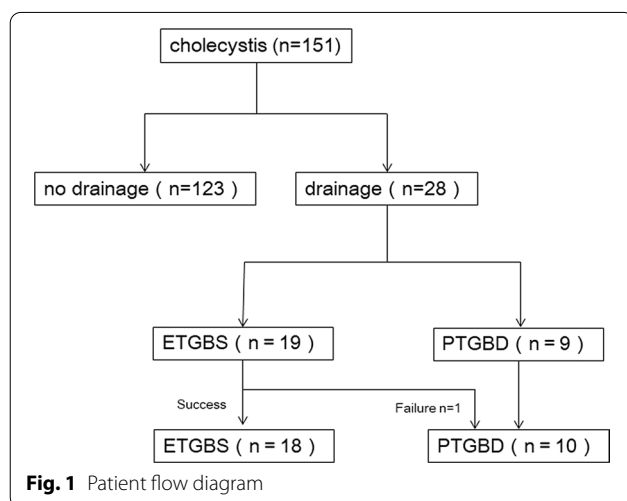 cholecystis (n=151)
no drainage ( n=123 )
drainage ( n=28 )
ETGBS ( n = 19 )
PTGBD ( n = 9 )
Success
Failure n=1
ETGBS ( n = 18 )
PTGBD ( n = 10 )
Fig. 1 Patient flow diagram